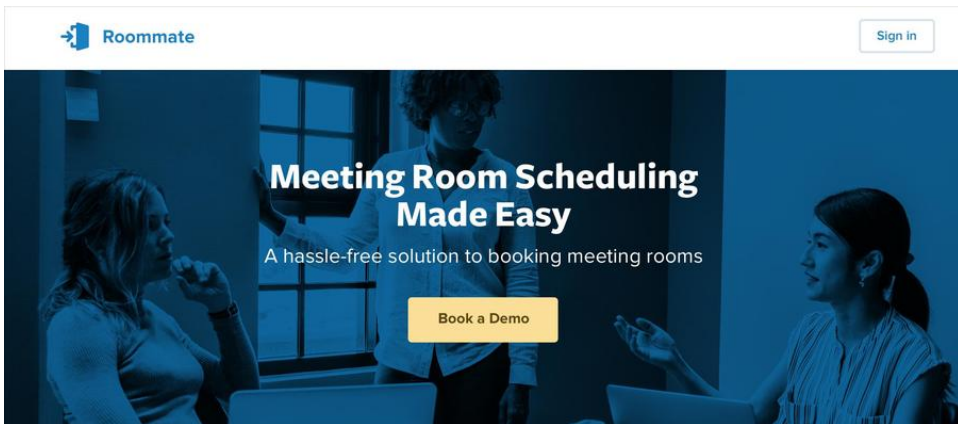 Roommate
Sign in
Meeting Room Scheduling
Made Easy
A hassle-free solution to booking meeting rooms
Book a Demo